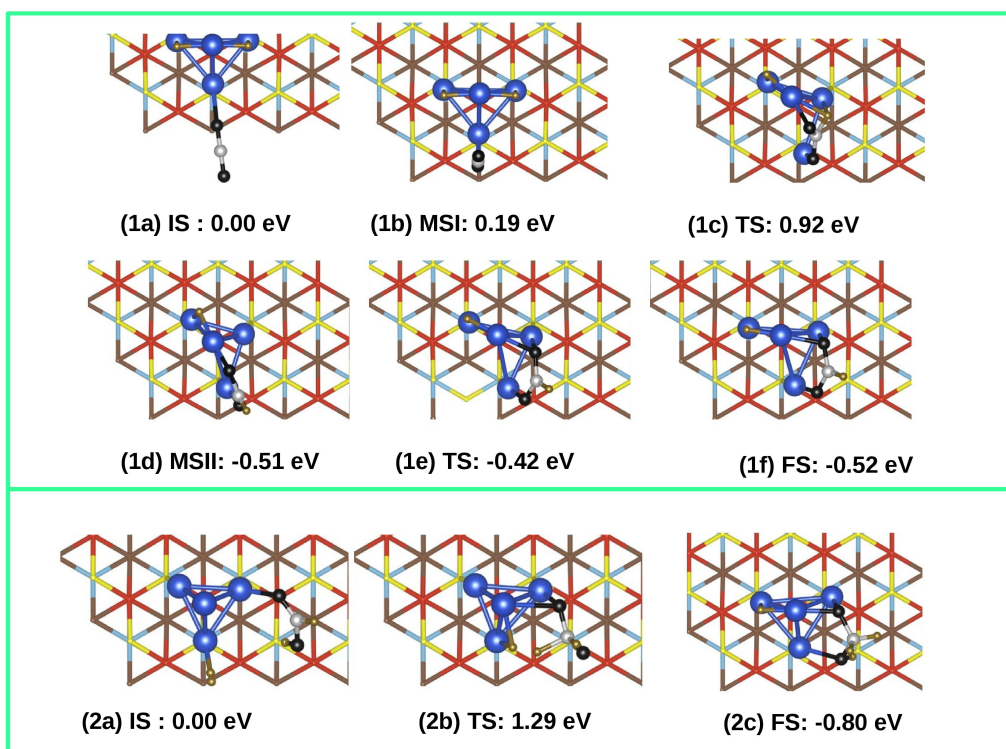 (1a) IS : 0.00 eV
(1b) MSI: 0.19 eV
(1c) TS: 0.92 eV
(1d) MSII: -0.51 eV
(1e) TS: -0.42 eV
(1f) FS: -0.52 eV
(2a) IS : 0.00 eV
(2b) TS: 1.29 eV
(2c) FS: -0.80 eV